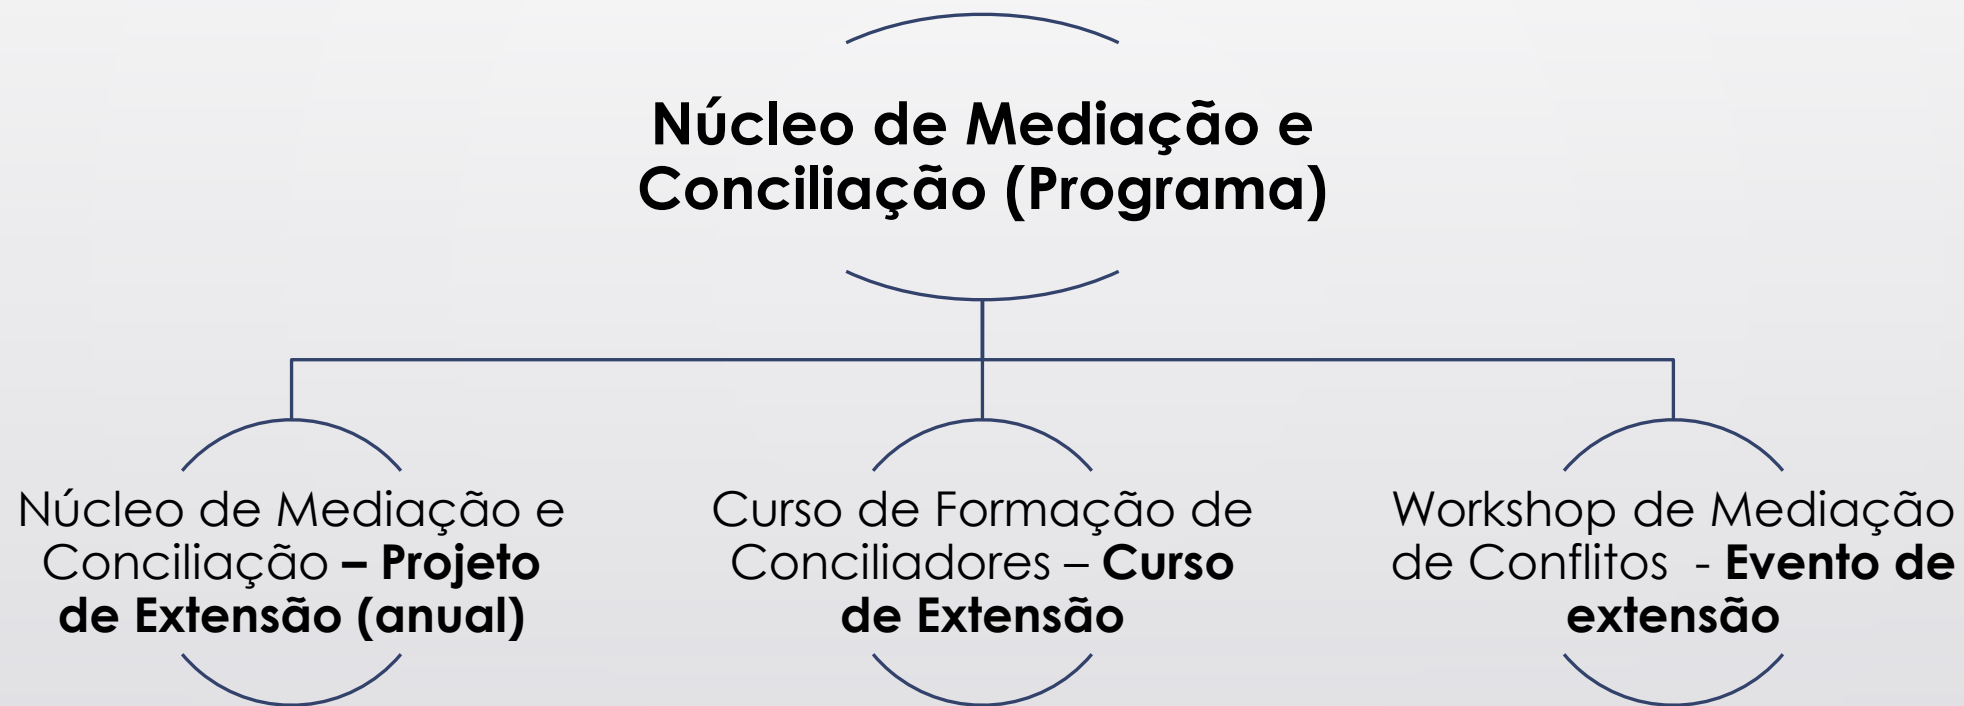 Núcleo de Mediação e
Conciliação (Programa)
Núcleo de Mediação e
Conciliação – Projeto
de Extensão (anual)
Curso de Formação de
Conciliadores – Curso
de Extensão
Workshop de Mediação
de Conflitos - Evento de
extensão